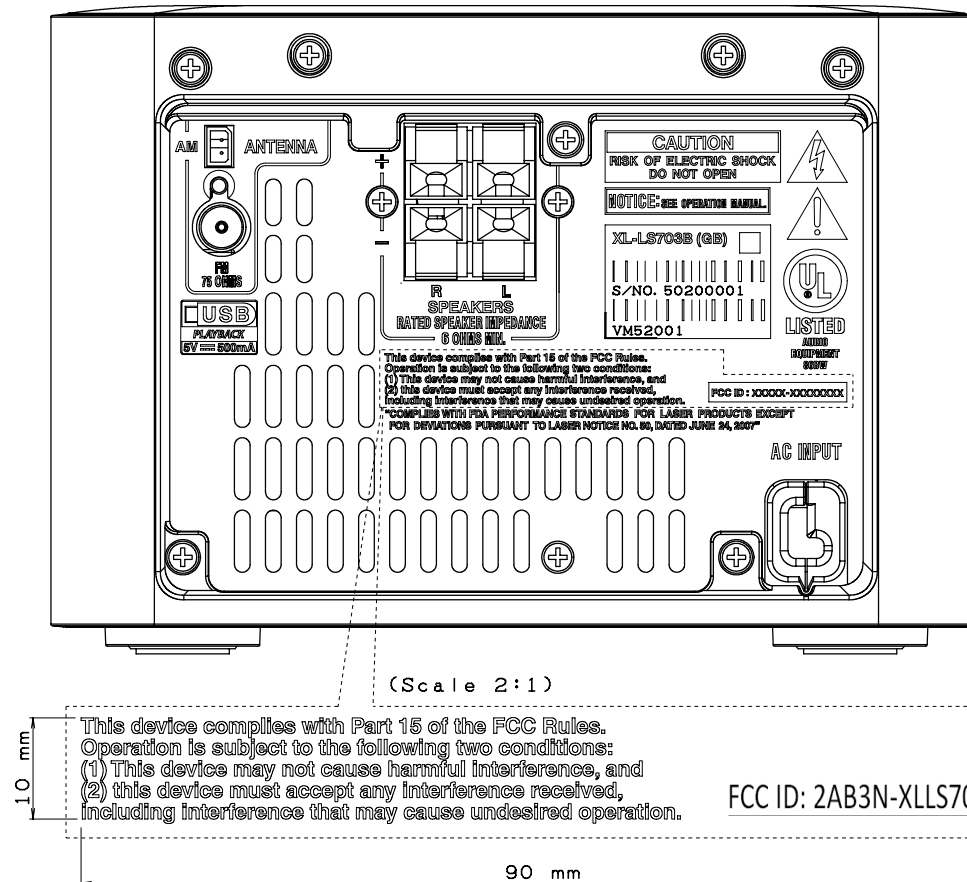 AM
ANTENNA
FM
75 OHMS
USB
PLAYBACK
5V 500mA
+
−
R L
SPEAKERS
RATED SPEAKER IMPEDANCE
6 OHMS MIN.
CAUTION
RISK OF ELECTRIC SHOCK
DO NOT OPEN
NOTICE: SEE OPERATION MANUAL.
XL-LS703B (GB)
S/NO. 50200001
VM52001
UL
LISTED
AUDIO
EQUIPMENT
This device complies with Part 15 of the FCC Rules.
Operation is subject to the following two conditions:
(1) This device may not cause harmful interference, and
(2) this device must accept any interference received,
including interference that may cause undesired operation.
FCC ID : XXXXX-XXXXXXXX
"COMPLIES WITH FDA PERFORMANCE STANDARDS FOR LASER PRODUCTS EXCEPT
FOR DEVIATIONS PURSUANT TO LASER NOTICE NO. 50, DATED JUNE 24, 2007"
AC INPUT
(Scale 2:1)
10 mm
This device complies with Part 15 of the FCC Rules.
Operation is subject to the following two conditions:
(1) This device may not cause harmful interference, and
(2) this device must accept any interference received,
including interference that may cause undesired operation.
FCC ID: 2AB3N-XLLS70
90 mm